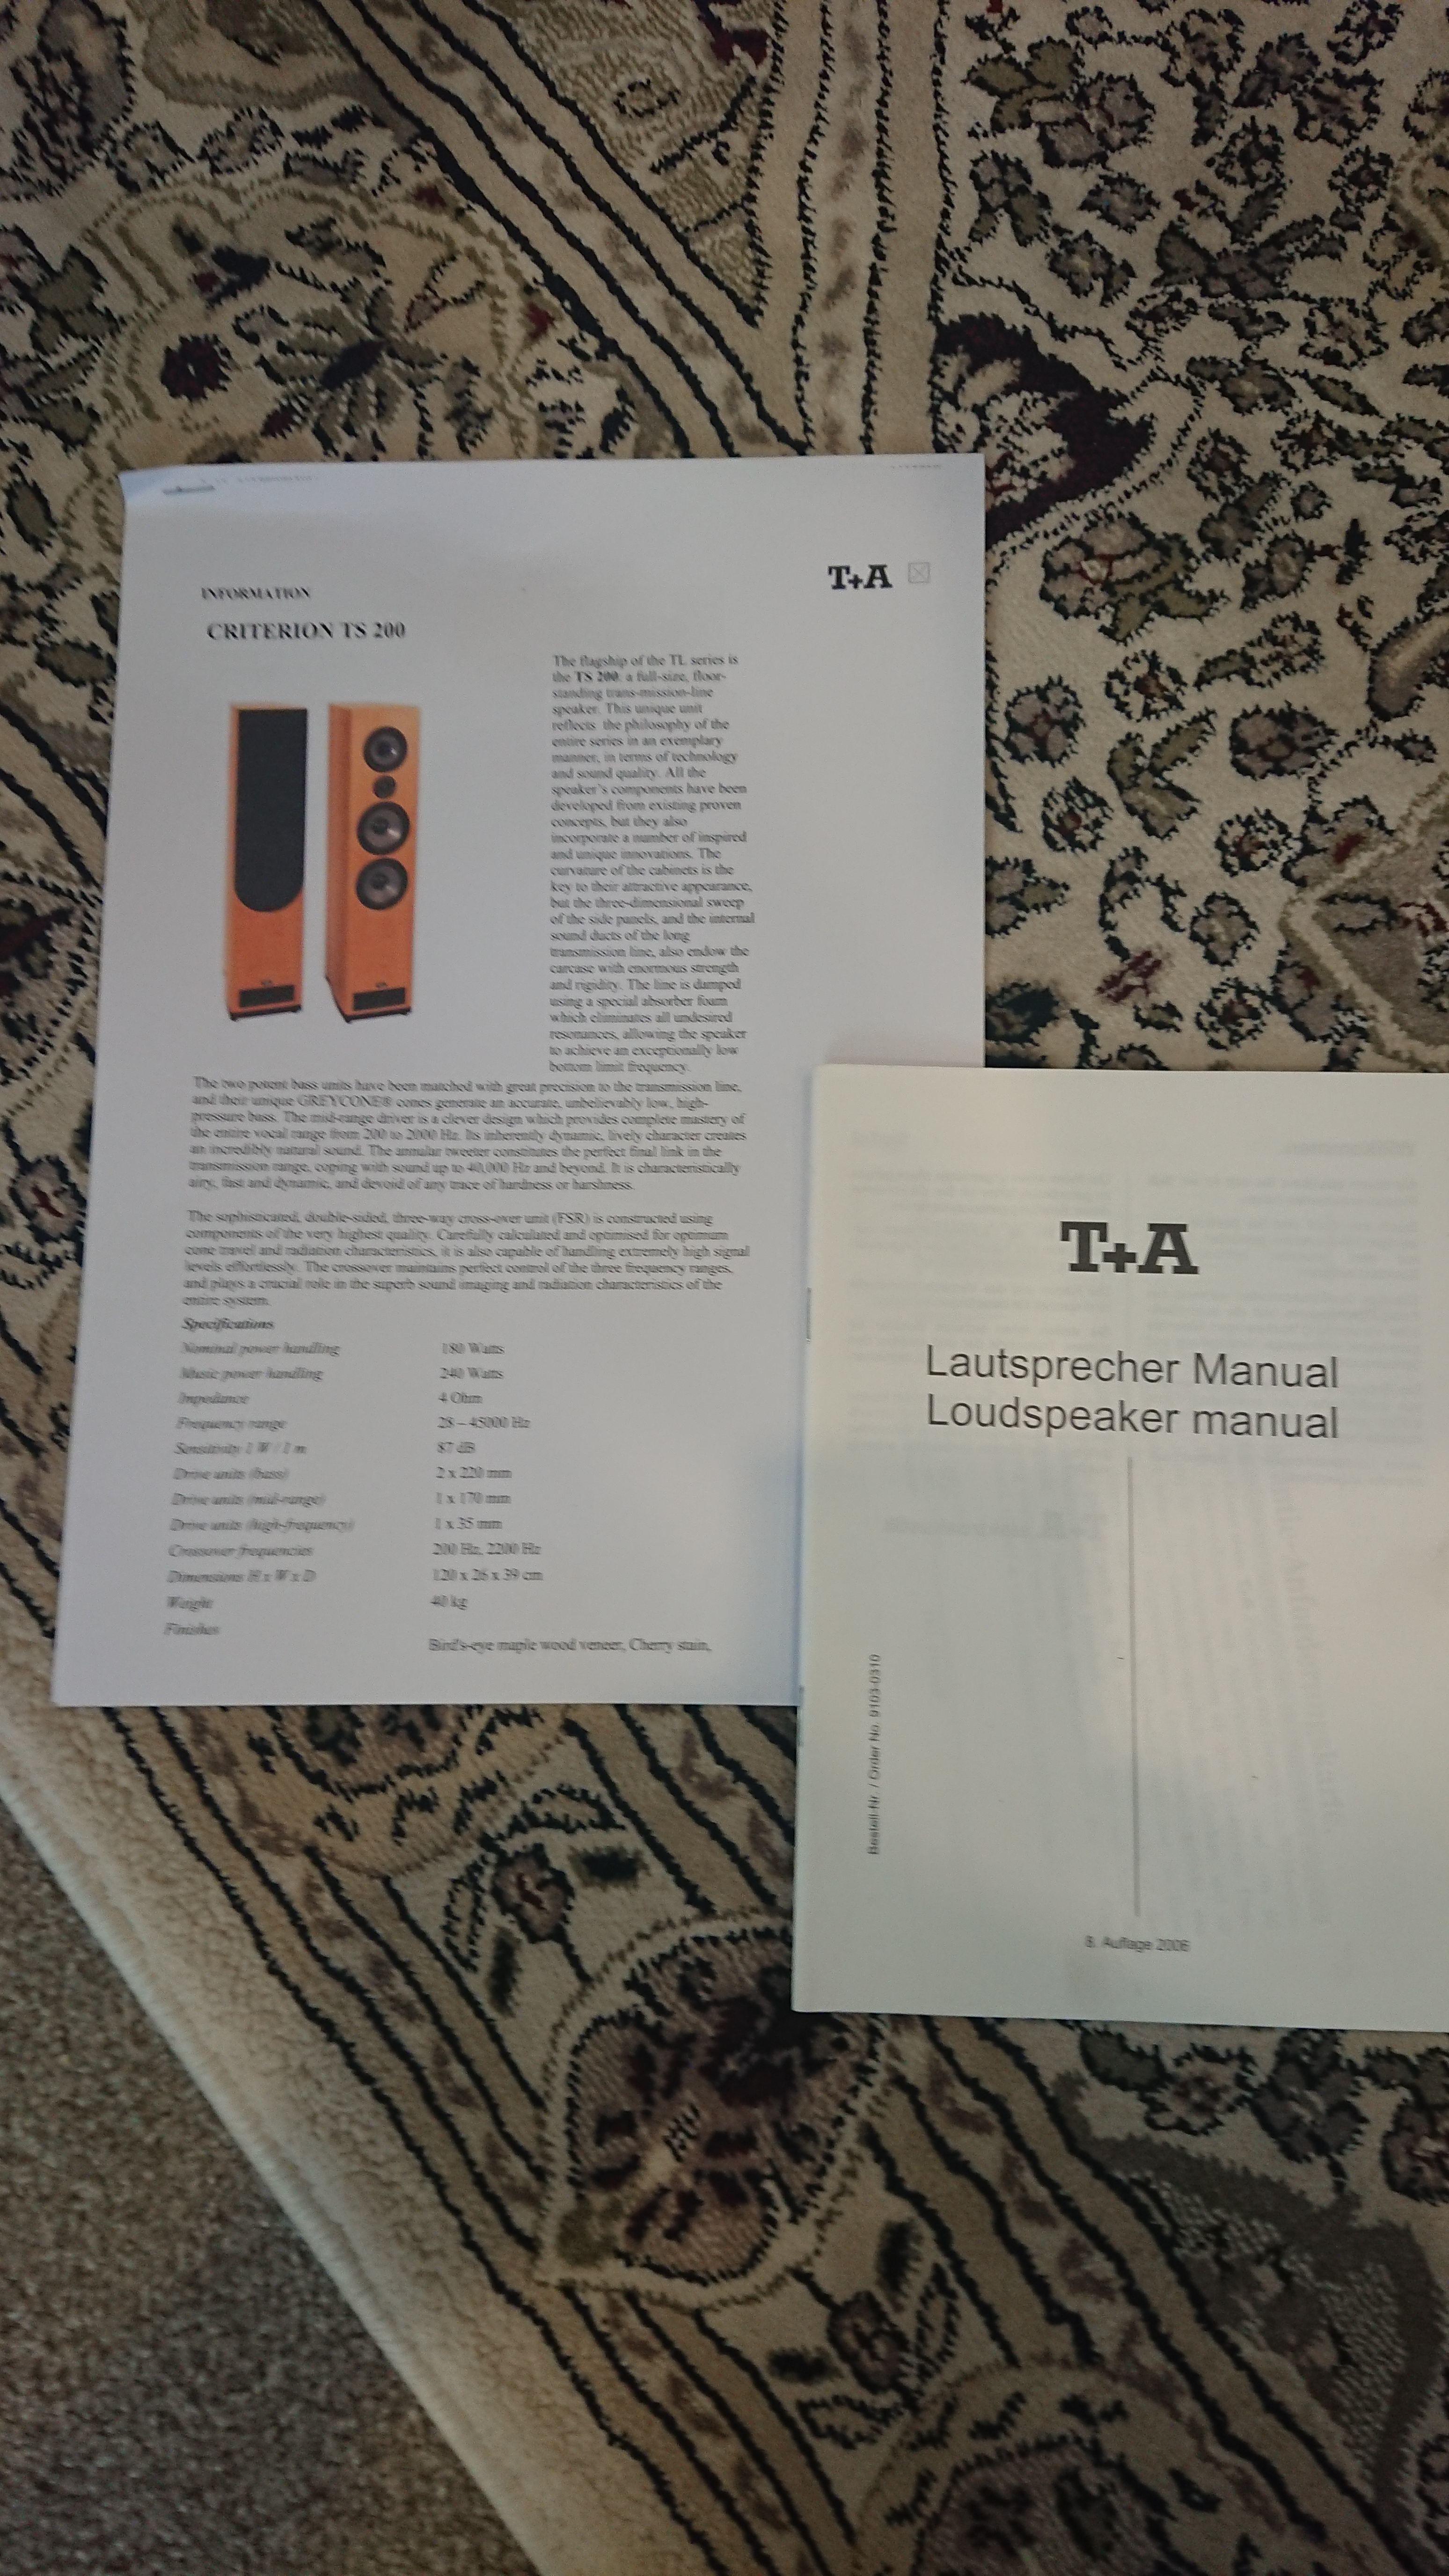 INFORMATION
T+A
CRITERION TS 200
The flagship of the TL series is
the TS 200: a full-size, floor-
standing trans-mission-line
speaker. This unique unit
reflects the philosophy of the
entire series in an exemplary
manner, in terms of technology
and sound quality. All the
speaker's components have been
developed from existing proven
concepts, but they also
incorporate a number of inspired
and unique innovations. The
curvature of the cabinets is the
key to their attractive appearance,
but the three-dimensional sweep
of the side panels, and the internal
sound ducts of the long
transmission line, also endow the
carcase with enormous strength
and rigidity. The line is damped
using a special absorber foam
which eliminates all undesired
resonances, allowing the speaker
to achieve an exceptionally low
bottom limit frequency.
The two potent bass units have been matched with great precision to the transmission line,
and their unique GREYCONE® cones generate an accurate, unbelievably low, high-
pressure bass. The mid-range driver is a clever design which provides complete mastery of
the entire vocal range from 200 to 2000 Hz. Its inherently dynamic, lively character creates
an incredibly natural sound. The annular tweeter constitutes the perfect final link in the
transmission range, coping with sound up to 40,000 Hz and beyond. It is characteristically
airy, fast and dynamic, and devoid of any trace of hardness or harshness.
The sophisticated, double-sided, three-way cross-over unit (FSR) is constructed using
components of the very highest quality. Carefully calculated and optimised for optimum
cone travel and radiation characteristics, it is also capable of handling extremely high signal
levels effortlessly. The crossover maintains perfect control of the three frequency ranges,
and plays a crucial role in the superb sound imaging and radiation characteristics of the
entire system.
Specifications
Nominal power handling 180 Watts
Music power handling 240 Watts
Impedance 4 Ohm
Frequency range 28 – 45000 Hz
Sensitivity 1 W / 1 m 87 dB
Drive units (bass) 2 x 220 mm
Drive units (mid-range) 1 x 170 mm
Drive units (high-frequency) 1 x 35 mm
Crossover frequencies 200 Hz, 2200 Hz
Dimensions H x W x D 120 x 26 x 39 cm
Weight 40 kg
Finishes
Bird's-eye maple wood veneer, Cherry stain,
T+A
Lautsprecher Manual
Loudspeaker manual
Bestell-Nr. / Order No. 9103-0310
8. Auflage 2006